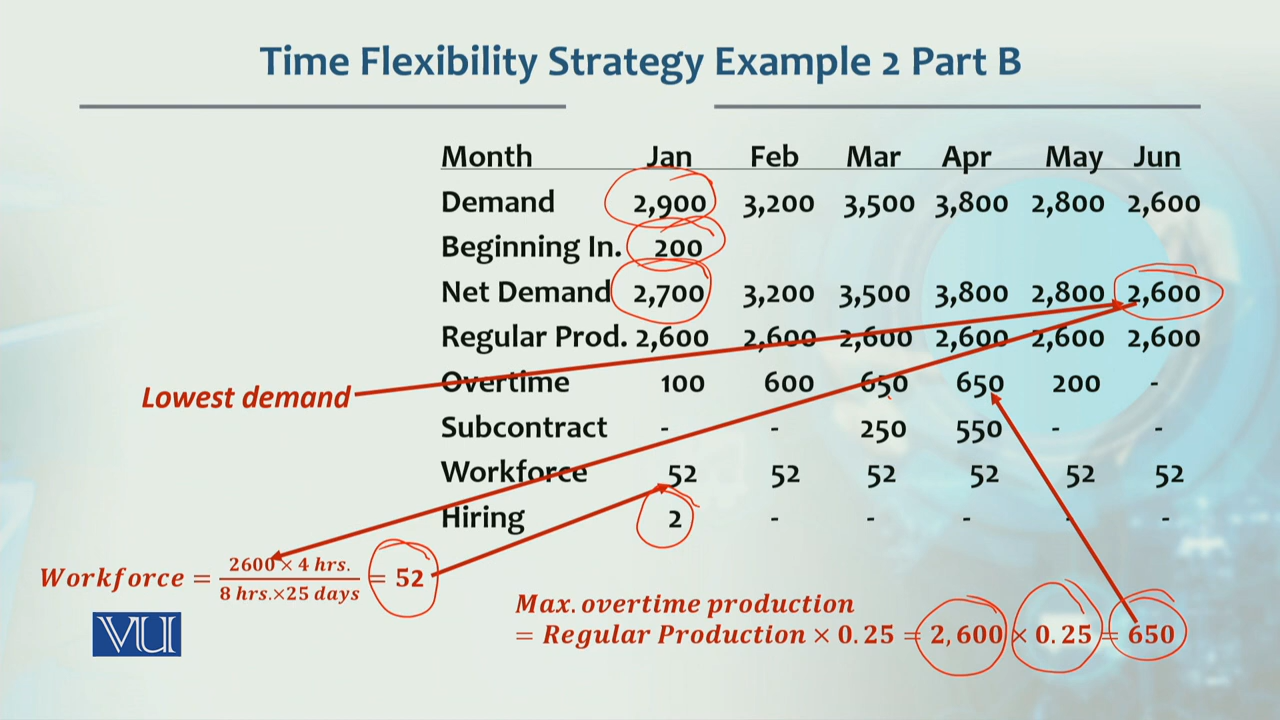 Time Flexibility Strategy Example 2 Part B
Month Jan Feb Mar Apr May Jun
Demand 2,900 3,200 3,500 3,800 2,800 2,600
Beginning In. 200
Net Demand 2,700 3,200 3,500 3,800 2,800 2,600
Regular Prod. 2,600 2,600 2,600 2,600 2,600 2,600
Lowest demand
Overtime 100 600 650 650 200 -
Subcontract - - 250 550 - -
Workforce 52 52 52 52 52 52
Hiring 2 - - - - -
Workforce = 2600 × 4 hrs. / 8 hrs.×25 days = 52
Max. overtime production
= Regular Production × 0.25 = 2,600 × 0.25 = 650
VU